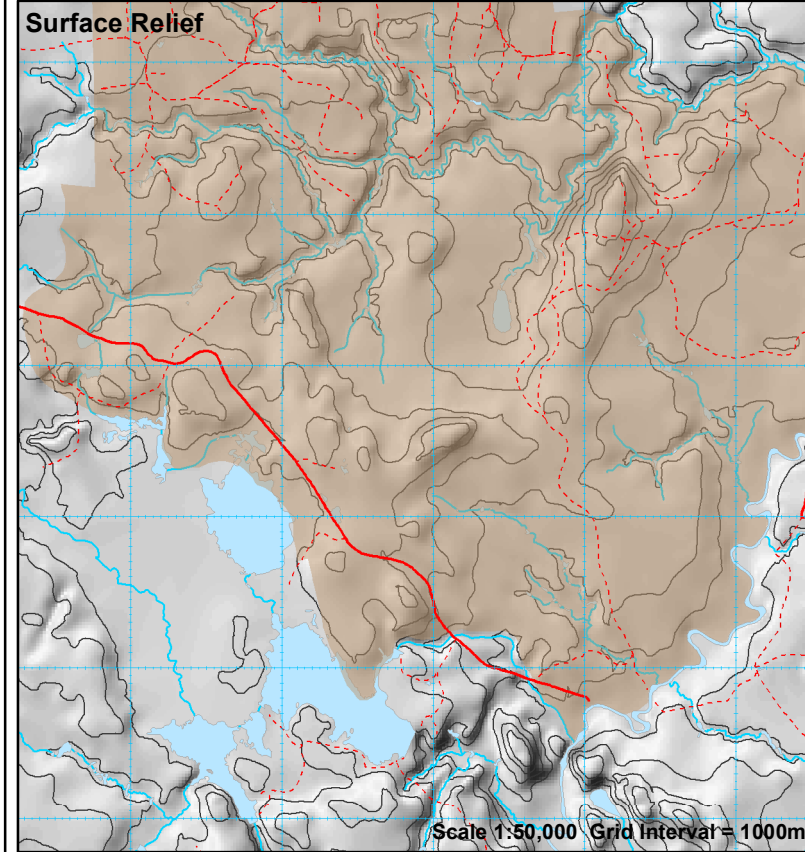 Surface Relief
Scale 1:50,000 Grid Interval = 1000m